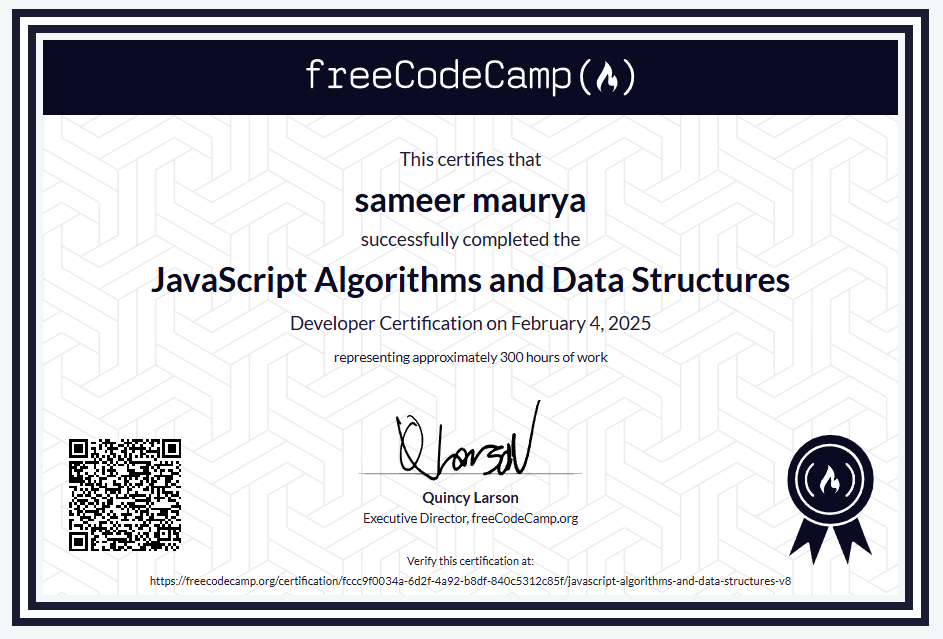 freeCodeCamp
This certifies that
sameer maurya
successfully completed the
JavaScript Algorithms and Data Structures
Developer Certification on February 4, 2025
representing approximately 300 hours of work
Q Larson
Quincy Larson
Executive Director, freeCodeCamp.org
Verify this certification at:
https://freecodecamp.org/certification/fccc9f0034a-6d2f-4a92-b8df-840c5312c85f/javascript-algorithms-and-data-structures-v8